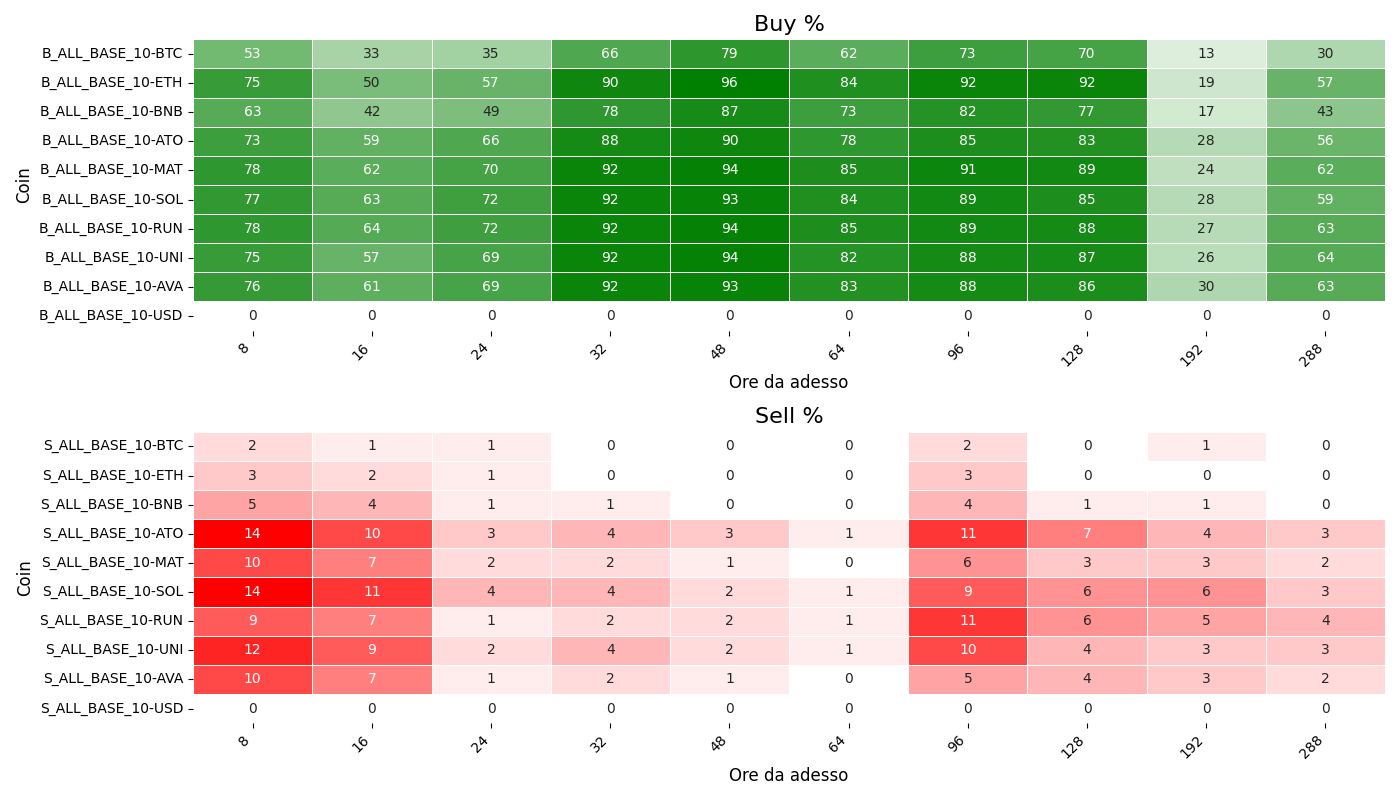 Buy %
Coin
B_ALL_BASE_10-BTC 53 33 35 66 79 62 73 70 13 30
B_ALL_BASE_10-ETH 75 50 57 90 96 84 92 92 19 57
B_ALL_BASE_10-BNB 63 42 49 78 87 73 82 77 17 43
B_ALL_BASE_10-ATO 73 59 66 88 90 78 85 83 28 56
B_ALL_BASE_10-MAT 78 62 70 92 94 85 91 89 24 62
B_ALL_BASE_10-SOL 77 63 72 92 93 84 89 85 28 59
B_ALL_BASE_10-RUN 78 64 72 92 94 85 89 88 27 63
B_ALL_BASE_10-UNI 75 57 69 92 94 82 88 87 26 64
B_ALL_BASE_10-AVA 76 61 69 92 93 83 88 86 30 63
B_ALL_BASE_10-USD 0 0 0 0 0 0 0 0 0 0
8 16 24 32 48 64 96 128 192 288
Ore da adesso
Sell %
Coin
S_ALL_BASE_10-BTC 2 1 1 0 0 0 2 0 1 0
S_ALL_BASE_10-ETH 3 2 1 0 0 0 3 0 0 0
S_ALL_BASE_10-BNB 5 4 1 1 0 0 4 1 1 0
S_ALL_BASE_10-ATO 14 10 3 4 3 1 11 7 4 3
S_ALL_BASE_10-MAT 10 7 2 2 1 0 6 3 3 2
S_ALL_BASE_10-SOL 14 11 4 4 2 1 9 6 6 3
S_ALL_BASE_10-RUN 9 7 1 2 2 1 11 6 5 4
S_ALL_BASE_10-UNI 12 9 2 4 2 1 10 4 3 3
S_ALL_BASE_10-AVA 10 7 1 2 1 0 5 4 3 2
S_ALL_BASE_10-USD 0 0 0 0 0 0 0 0 0 0
8 16 24 32 48 64 96 128 192 288
Ore da adesso